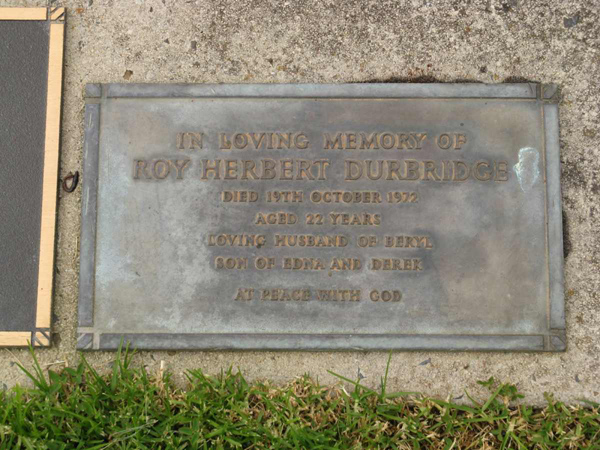 IN LOVING MEMORY OF
ROY HERBERT DURBRIDGE
DIED 19TH OCTOBER 1972
AGED 22 YEARS
LOVING HUSBAND OF BERYL
SON OF EDNA AND DEREK
AT PEACE WITH GOD